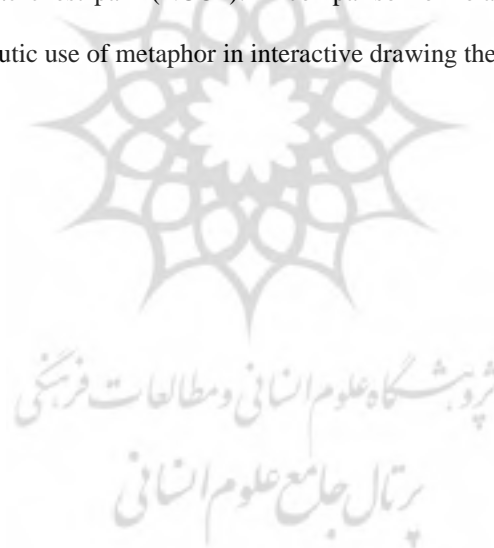 utic use of metaphor in interactive drawing the
پژوهشگاه علوم انسانی و مطالعات فرهنگی
پرتال جامع علوم انسانی